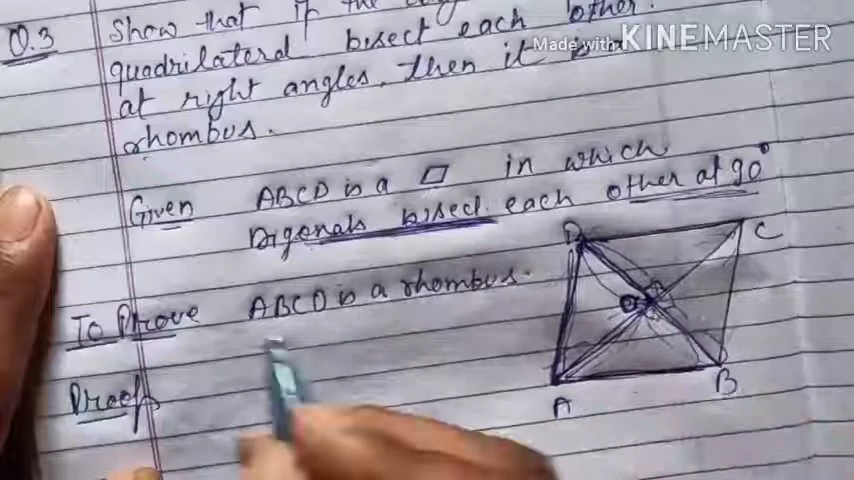 Q.3 Show that if the
quadrilateral bisect each other.
at right angles, then it is
rhombus.
Made with KINEMASTER
Given ABCD is a ▱ in which
Digonals bisect each other at 90°
To Prove ABCD is a rhombus.
Proof
D
C
O
A
B